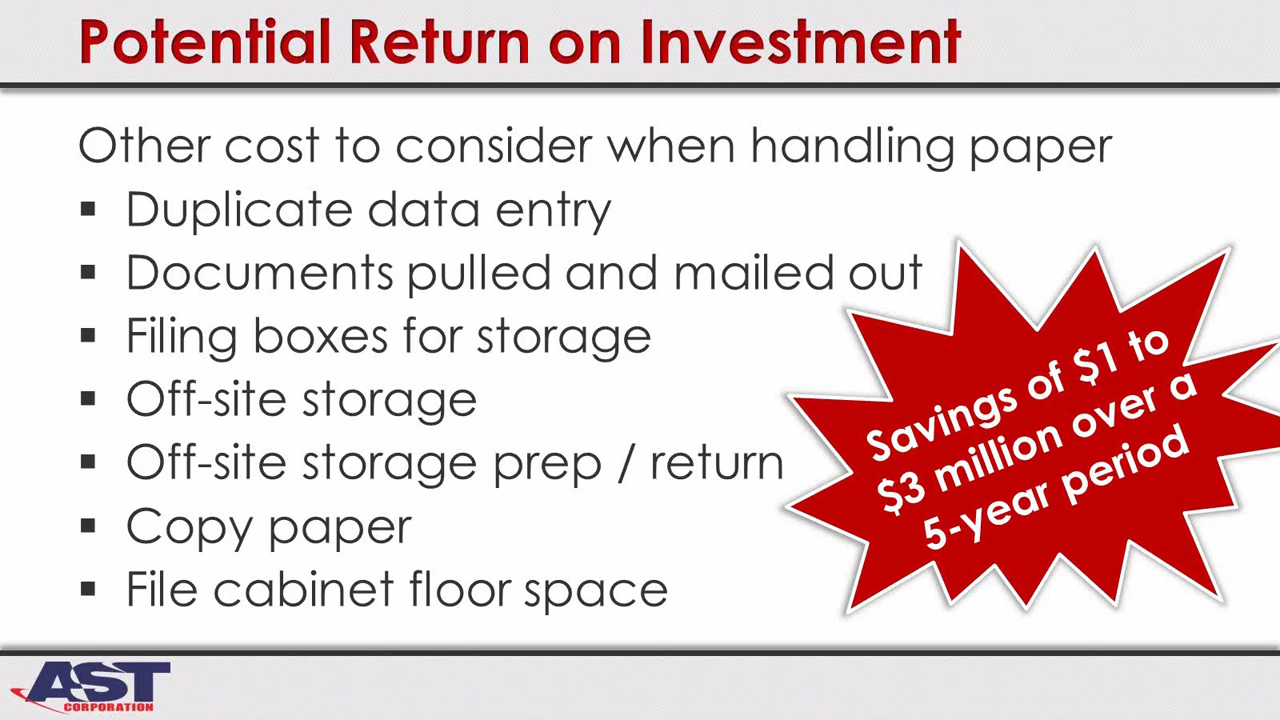 Potential Return on Investment
Other cost to consider when handling paper
▪ Duplicate data entry
▪ Documents pulled and mailed out
▪ Filing boxes for storage
▪ Off-site storage
▪ Off-site storage prep / return
▪ Copy paper
▪ File cabinet floor space
Savings of $1 to
$3 million over a
5-year period
AST
CORPORATION